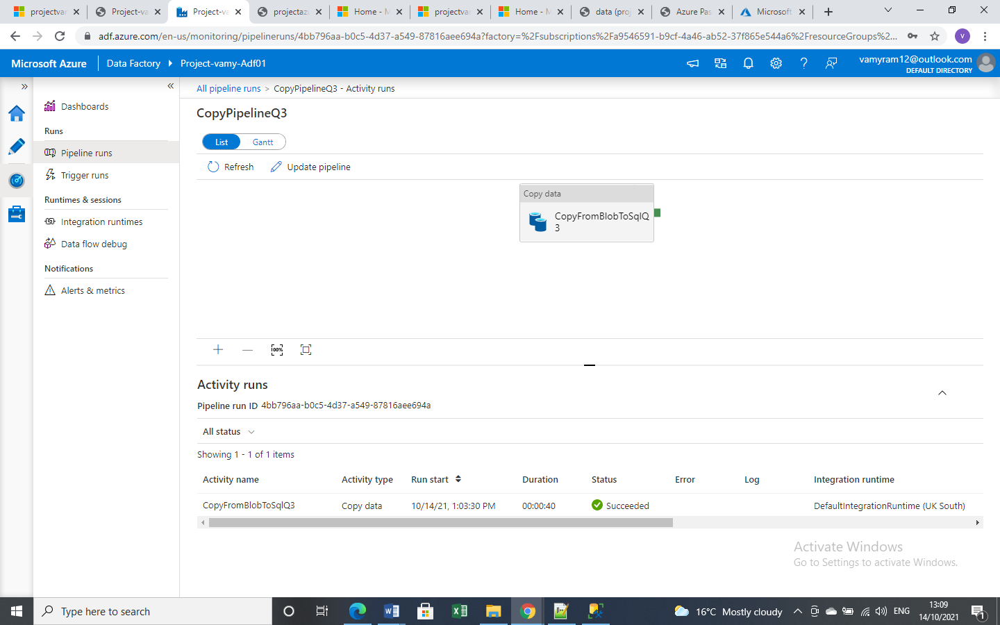 projectvar
Project-va
Project-va
projectaz
Home - M
projectvar
Home - M
data (proj
Azure Pas
Microsoft
adf.azure.com/en-us/monitoring/pipelineruns/4bb796aa-b0c5-4d37-a549-87816aee694a?factory=%2Fsubscriptions%2Fa9546591-b9cf-4a46-ab52-37f865e544a6%2FresourceGroups%2...
v
Microsoft Azure
Data Factory
Project-vamy-Adf01
vamyram12@outlook.com
DEFAULT DIRECTORY
Dashboards
Runs
Pipeline runs
Trigger runs
Runtimes & sessions
Integration runtimes
Data flow debug
Notifications
Alerts & metrics
All pipeline runs > CopyPipelineQ3 - Activity runs
CopyPipelineQ3
List
Gantt
Refresh
Update pipeline
Copy data
CopyFromBlobToSqlQ
3
100%
Activity runs
Pipeline run ID 4bb796aa-b0c5-4d37-a549-87816aee694a
All status
Showing 1 - 1 of 1 items
Activity name Activity type Run start Duration Status Error Log Integration runtime
CopyFromBlobToSqlQ3 Copy data 10/14/21, 1:03:30 PM 00:00:40 Succeeded DefaultIntegrationRuntime (UK South)
Activate Windows
Go to Settings to activate Windows.
Type here to search
16°C Mostly cloudy
ENG
13:09
14/10/2021
1